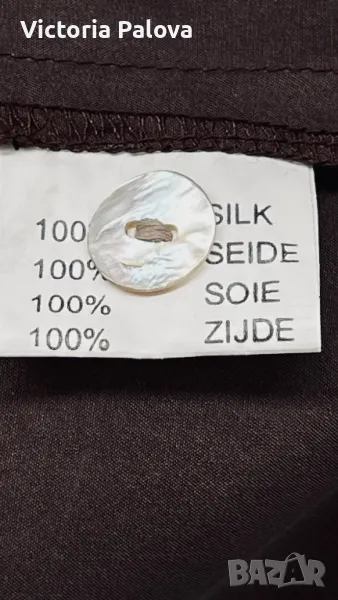 Victoria Palova
100% SILK
100% SEIDE
100% SOIE
100% ZIJDE
BAZAR